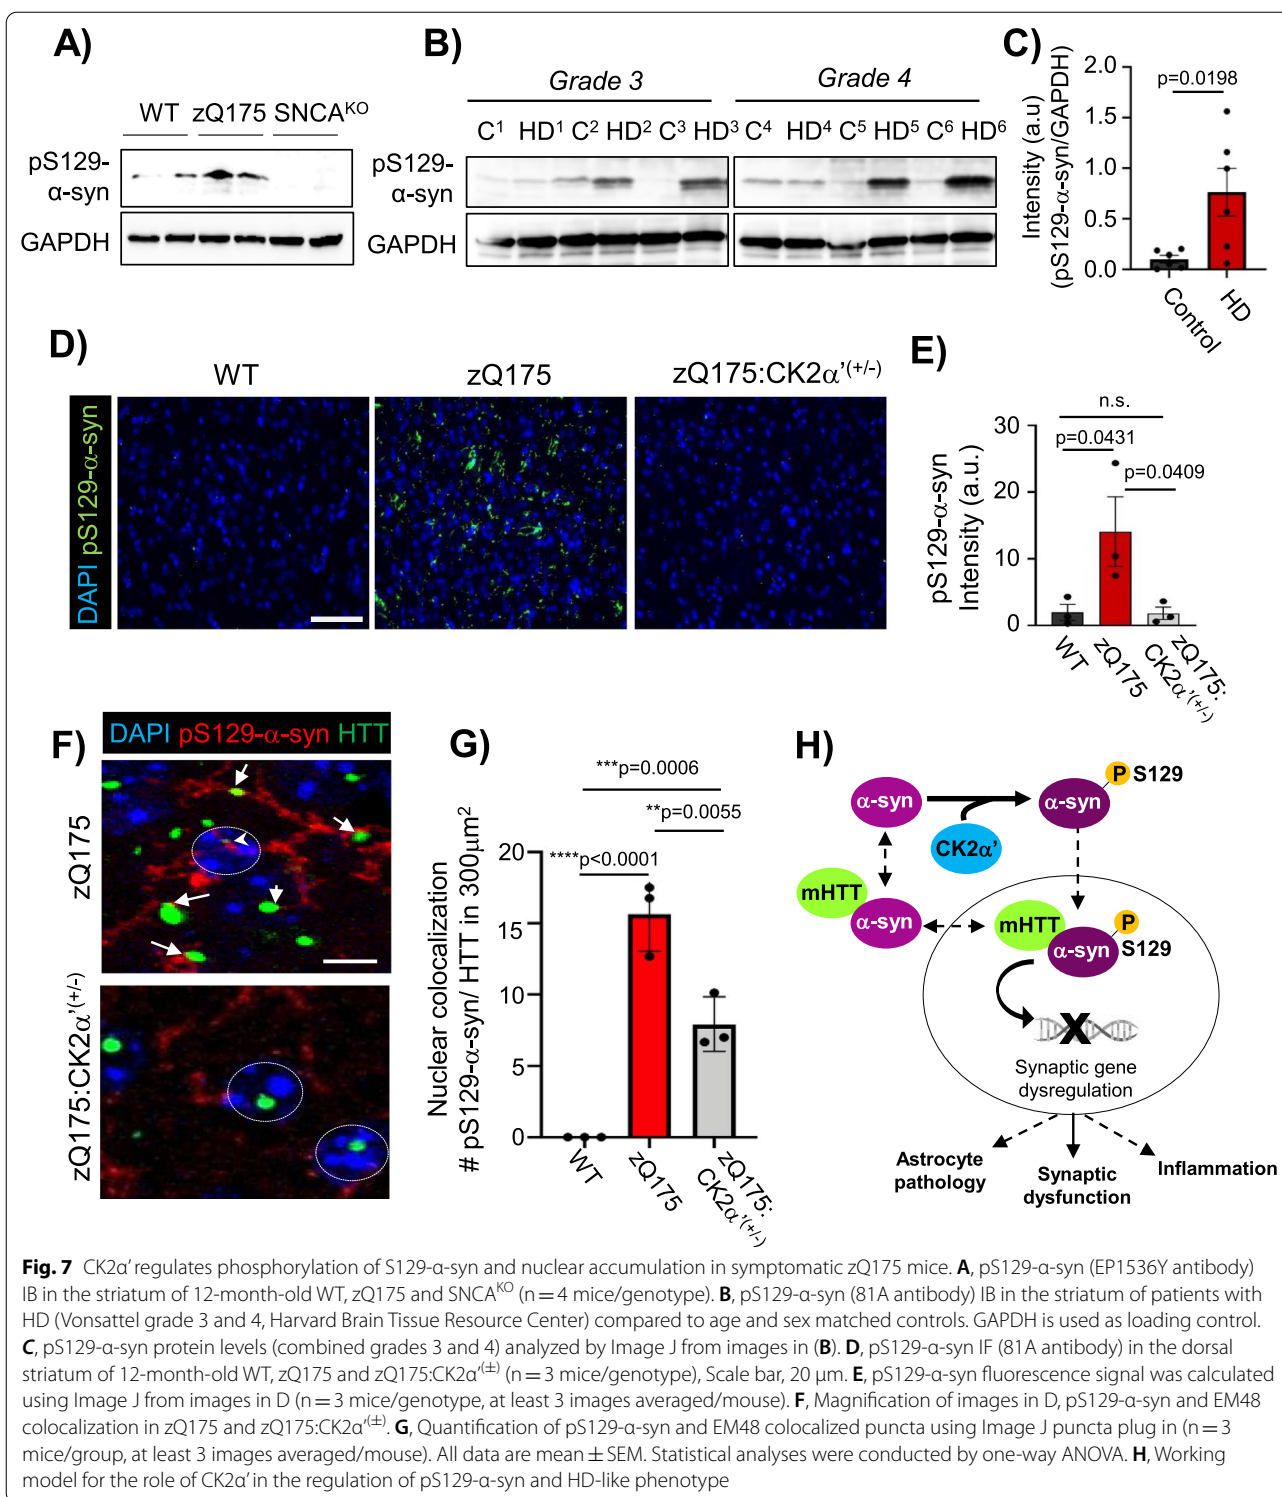 A)
WT zQ175 SNCAᴷᴼ
pS129-
α-syn
GAPDH
B)
Grade 3 Grade 4
C¹ HD¹ C² HD² C³ HD³ C⁴ HD⁴ C⁵ HD⁵ C⁶ HD⁶
pS129-
α-syn
GAPDH
C)
Intensity (a.u)
(pS129-α-syn/GAPDH)
2.0
1.5
1.0
0.5
0.0
p=0.0198
Control
HD
D)
WT zQ175 zQ175:CK2α'(+/-)
DAPI pS129-α-syn
E)
pS129-α-syn
Intensity (a.u.)
30
20
10
0
n.s.
p=0.0431
p=0.0409
WT
zQ175
zQ175:
CK2α'(+/-)
F)
DAPI pS129-α-syn HTT
zQ175
zQ175:CK2α'(+/-)
G)
Nuclear colocalization
# pS129-α-syn/ HTT in 300µm²
20
15
10
5
0
***p=0.0006
**p=0.0055
****p<0.0001
WT
zQ175
zQ175:
CK2α'(+/-)
H)
α-syn
CK2α'
α-syn
P S129
mHTT
α-syn
mHTT
α-syn
P
S129
X
Synaptic gene
dysregulation
Astrocyte
pathology
Synaptic
dysfunction
Inflammation
Fig. 7 CK2α' regulates phosphorylation of S129-α-syn and nuclear accumulation in symptomatic zQ175 mice. A, pS129-α-syn (EP1536Y antibody)
IB in the striatum of 12-month-old WT, zQ175 and SNCAᴷᴼ (n = 4 mice/genotype). B, pS129-α-syn (81A antibody) IB in the striatum of patients with
HD (Vonsattel grade 3 and 4, Harvard Brain Tissue Resource Center) compared to age and sex matched controls. GAPDH is used as loading control.
C, pS129-α-syn protein levels (combined grades 3 and 4) analyzed by Image J from images in (B). D, pS129-α-syn IF (81A antibody) in the dorsal
striatum of 12-month-old WT, zQ175 and zQ175:CK2α'(±) (n = 3 mice/genotype), Scale bar, 20 μm. E, pS129-α-syn fluorescence signal was calculated
using Image J from images in D (n = 3 mice/genotype, at least 3 images averaged/mouse). F, Magnification of images in D, pS129-α-syn and EM48
colocalization in zQ175 and zQ175:CK2α'(±). G, Quantification of pS129-α-syn and EM48 colocalized puncta using Image J puncta plug in (n = 3
mice/group, at least 3 images averaged/mouse). All data are mean ± SEM. Statistical analyses were conducted by one-way ANOVA. H, Working
model for the role of CK2α' in the regulation of pS129-α-syn and HD-like phenotype